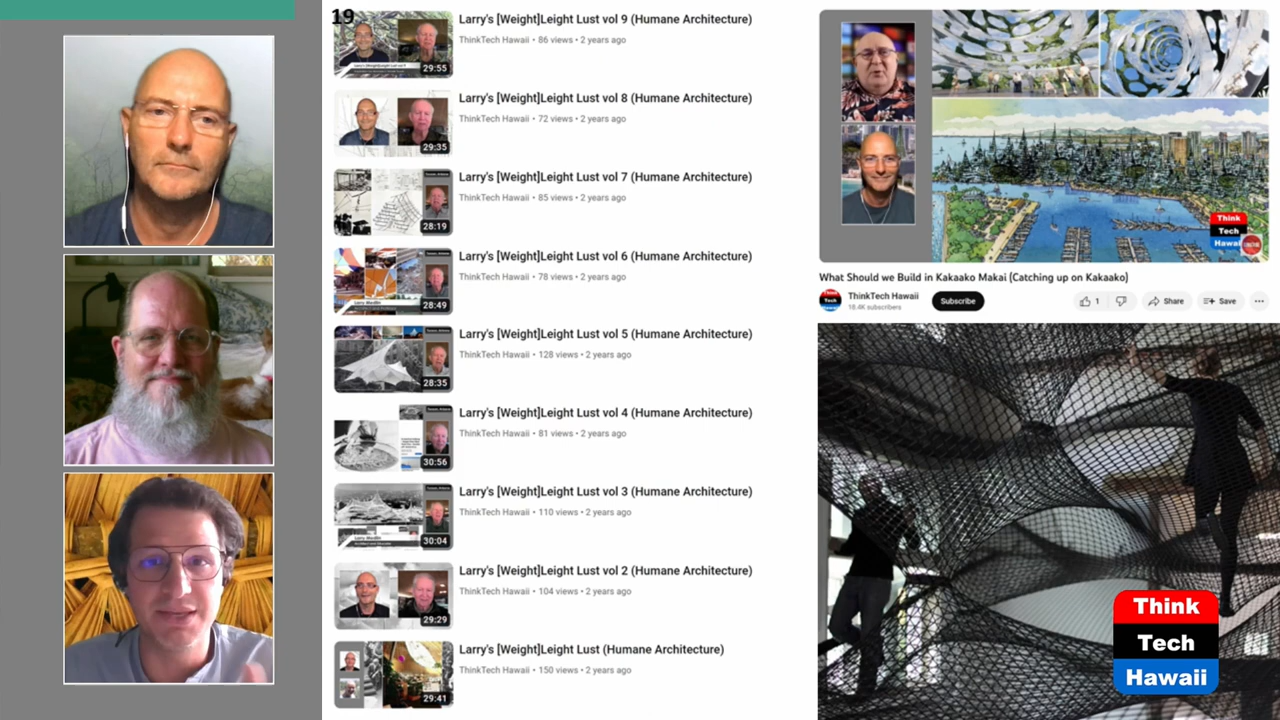 19
Larry's [Weight]Leight Lust vol 9 (Humane Architecture)
ThinkTech Hawaii • 86 views • 2 years ago
29:55
Larry's [Weight]Leight Lust vol 8 (Humane Architecture)
ThinkTech Hawaii • 72 views • 2 years ago
29:35
Larry's [Weight]Leight Lust vol 7 (Humane Architecture)
ThinkTech Hawaii • 85 views • 2 years ago
28:19
Larry's [Weight]Leight Lust vol 6 (Humane Architecture)
ThinkTech Hawaii • 78 views • 2 years ago
28:49
Larry's [Weight]Leight Lust vol 5 (Humane Architecture)
ThinkTech Hawaii • 128 views • 2 years ago
28:35
Larry's [Weight]Leight Lust vol 4 (Humane Architecture)
ThinkTech Hawaii • 81 views • 2 years ago
30:56
Larry's [Weight]Leight Lust vol 3 (Humane Architecture)
ThinkTech Hawaii • 110 views • 2 years ago
30:04
Larry's [Weight]Leight Lust vol 2 (Humane Architecture)
ThinkTech Hawaii • 104 views • 2 years ago
29:29
Larry's [Weight]Leight Lust (Humane Architecture)
ThinkTech Hawaii • 150 views • 2 years ago
29:41
Think
Tech
Hawaii
What Should we Build in Kakaako Makai (Catching up on Kakaako)
Think
Tech
Hawaii
ThinkTech Hawaii
10.4K subscribers
Subscribe
1
Share
Save
Think
Tech
Hawaii